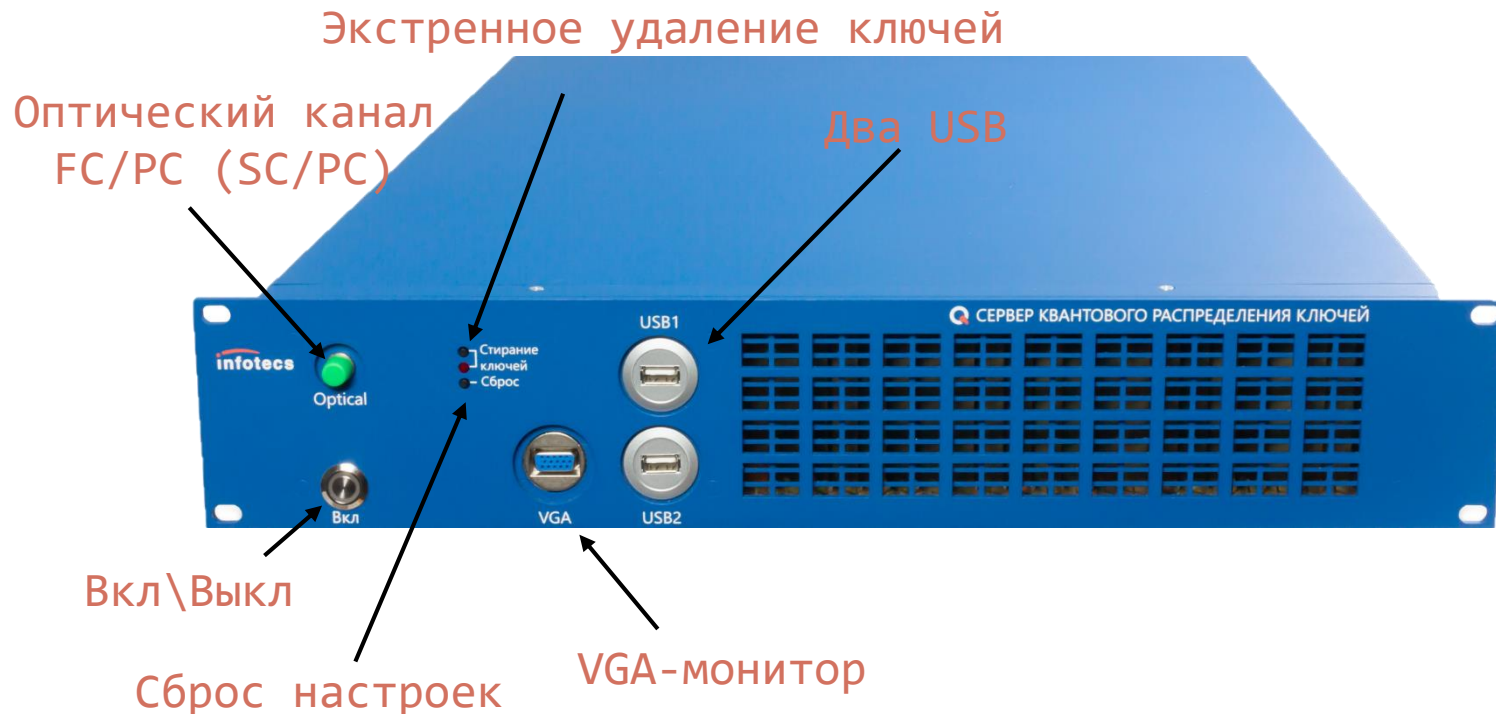 Экстренное удаление ключей
Оптический канал
FC/PC (SC/PC)
Два USB
USB1
СЕРВЕР КВАНТОВОГО РАСПРЕДЕЛЕНИЯ КЛЮЧЕЙ
infotecs
Стирание
ключей
Сброс
Optical
Вкл
VGA
USB2
Вкл\Выкл
VGA-монитор
Сброс настроек